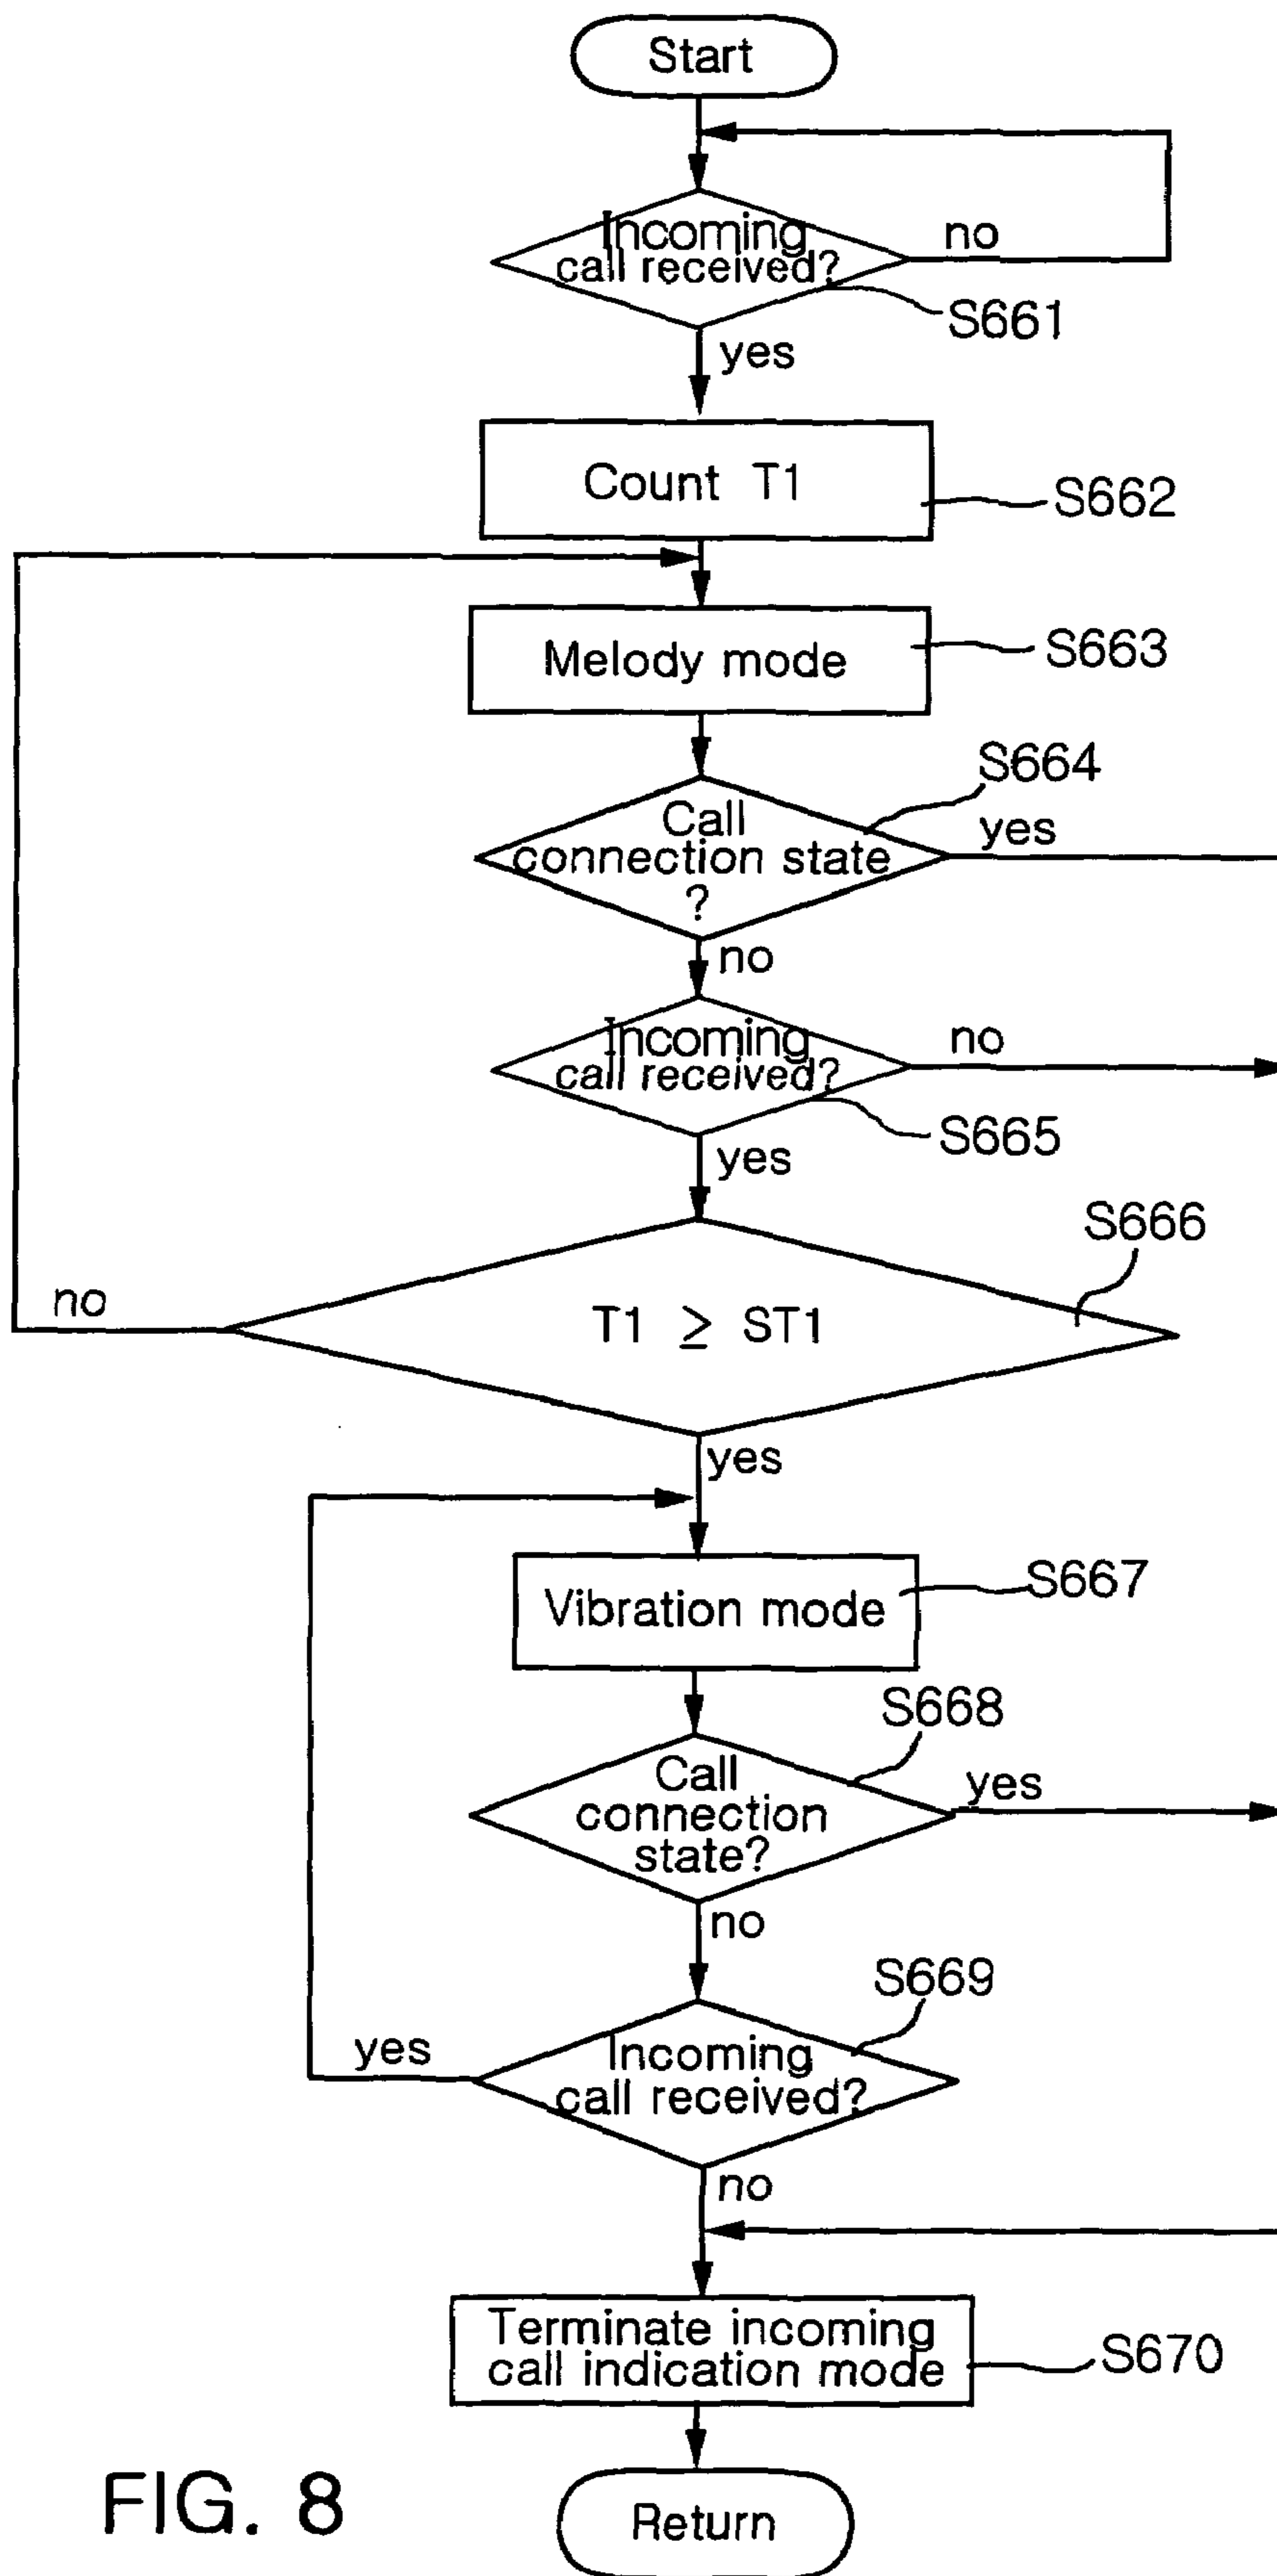 Start
Incoming
call received?
no
S661
yes
Count T1
S662
Melody mode
S663
S664
Call
connection state
?
yes
no
Incoming
call received?
no
S665
yes
S666
no
T1 ≥ ST1
yes
Vibration mode
S667
S668
Call
connection
state?
yes
no
S669
yes
Incoming
call received?
no
Terminate incoming
call indication mode
S670
FIG. 8
Return